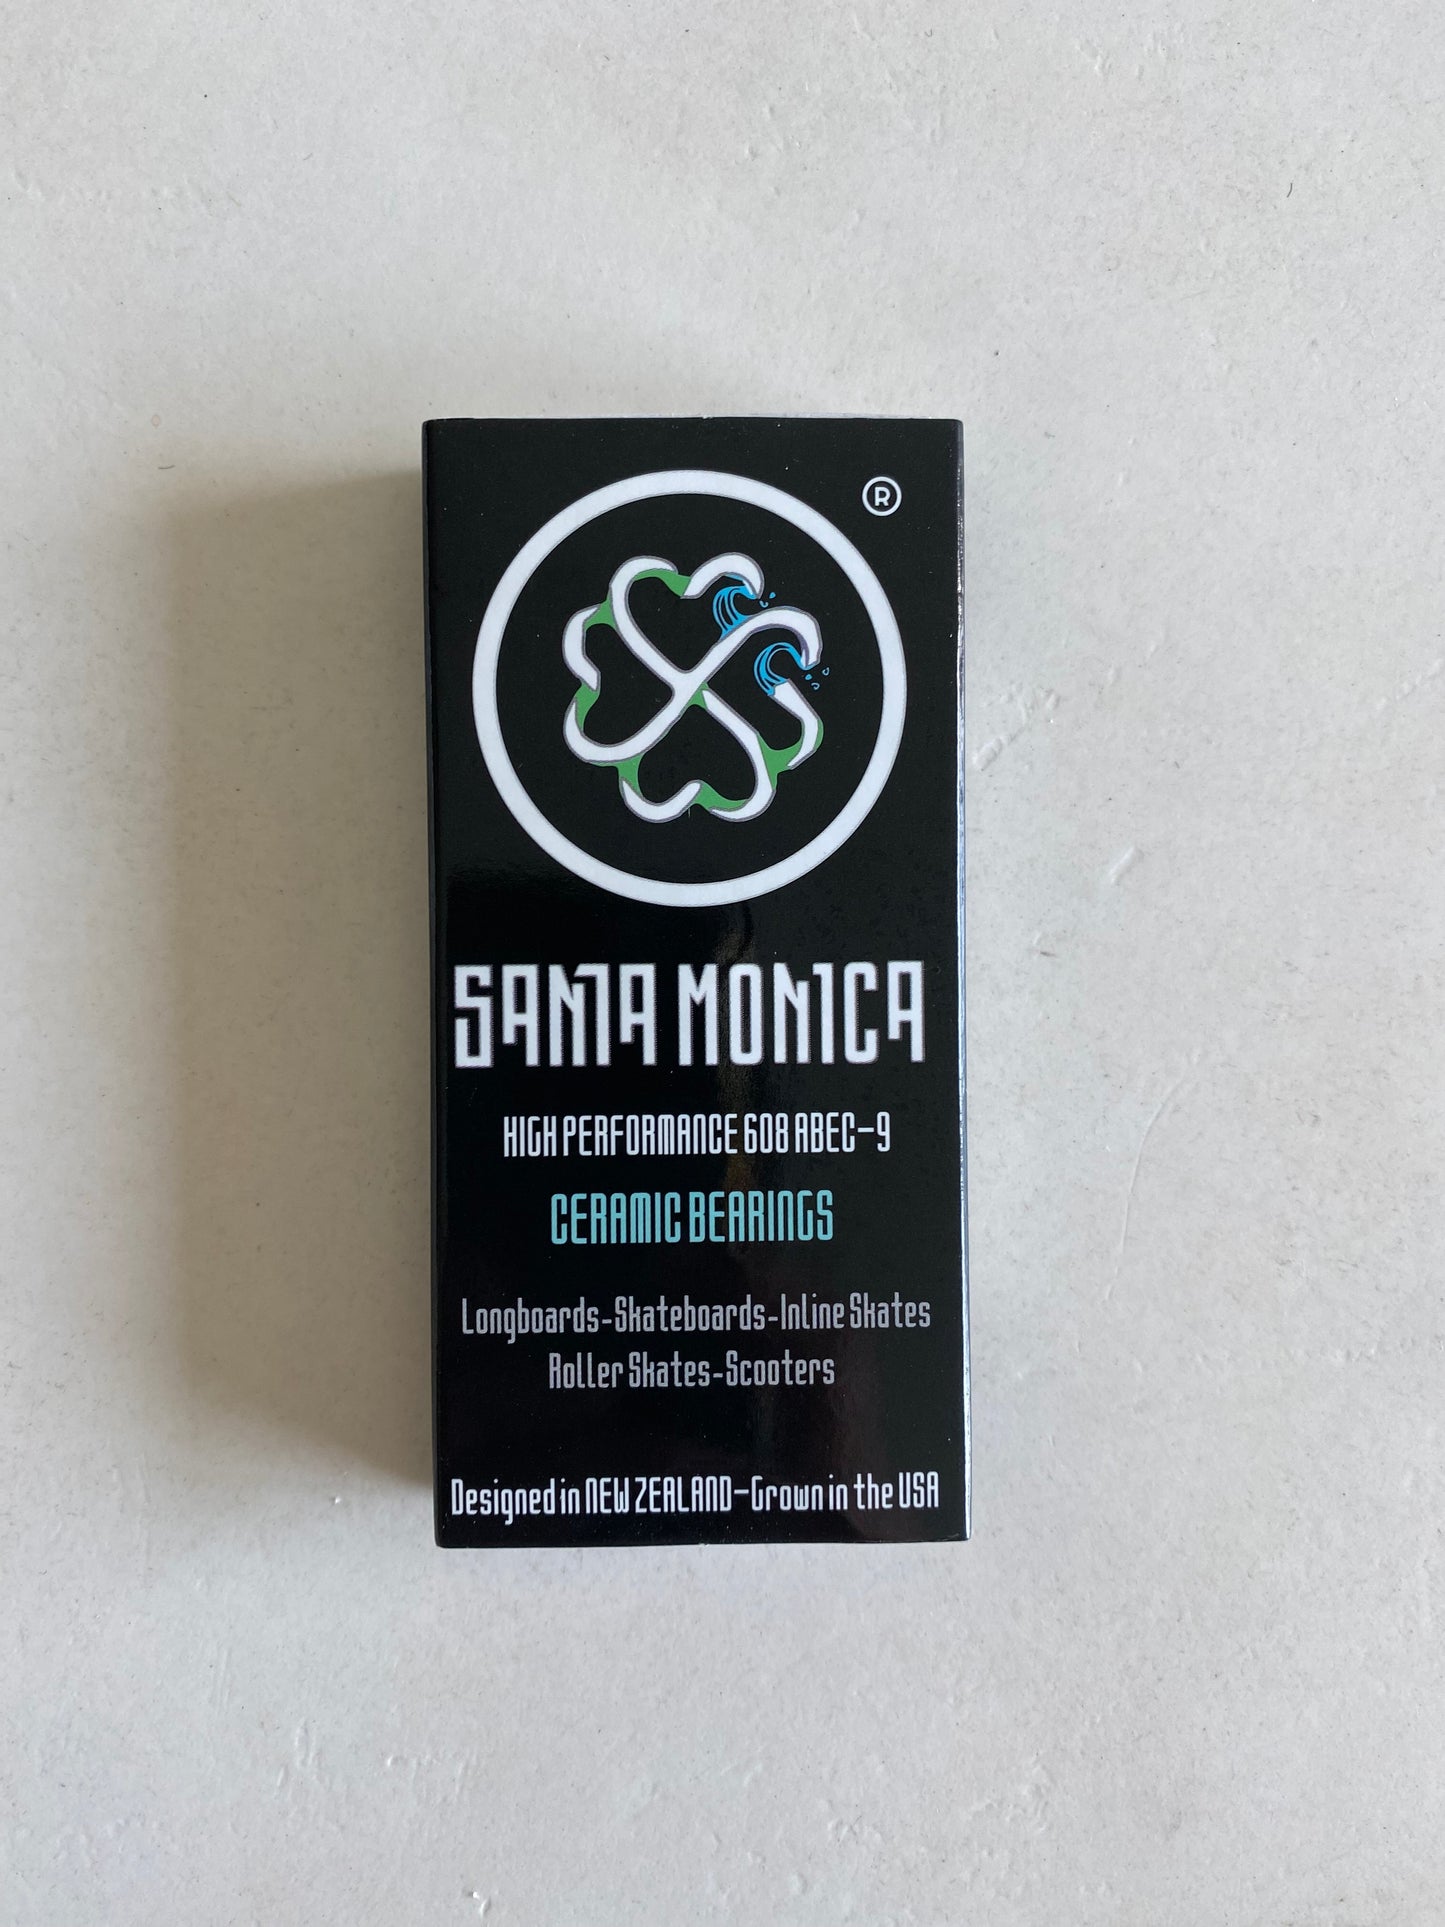 ®
SANTA MONICA
HIGH PERFORMANCE 608 ABEC-9
CERAMIC BEARINGS
Longboards-Skateboards-Inline Skates
Roller Skates-Scooters
Designed in NEW ZEALAND-Grown in the USA